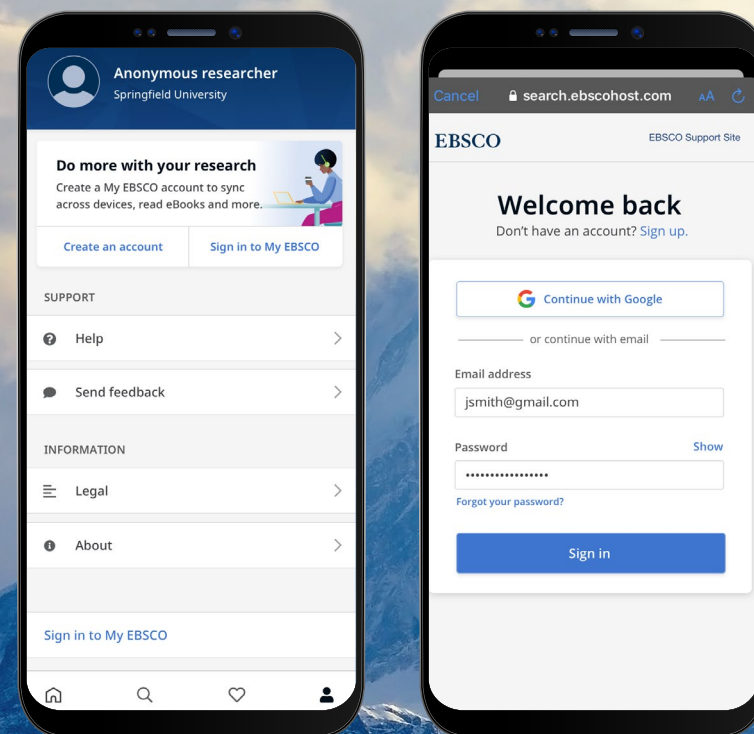 Anonymous researcher
Springfield University
Do more with your research
Create a My EBSCO account to sync
across devices, read eBooks and more.
Create an account
Sign in to My EBSCO
SUPPORT
Help
Send feedback
INFORMATION
Legal
About
Sign in to My EBSCO
Cancel
search.ebscohost.com
AA
EBSCO
EBSCO Support Site
Welcome back
Don't have an account? Sign up.
Continue with Google
or continue with email
Email address
jsmith@gmail.com
Password
Show
•••••••••••••••••
Forgot your password?
Sign in